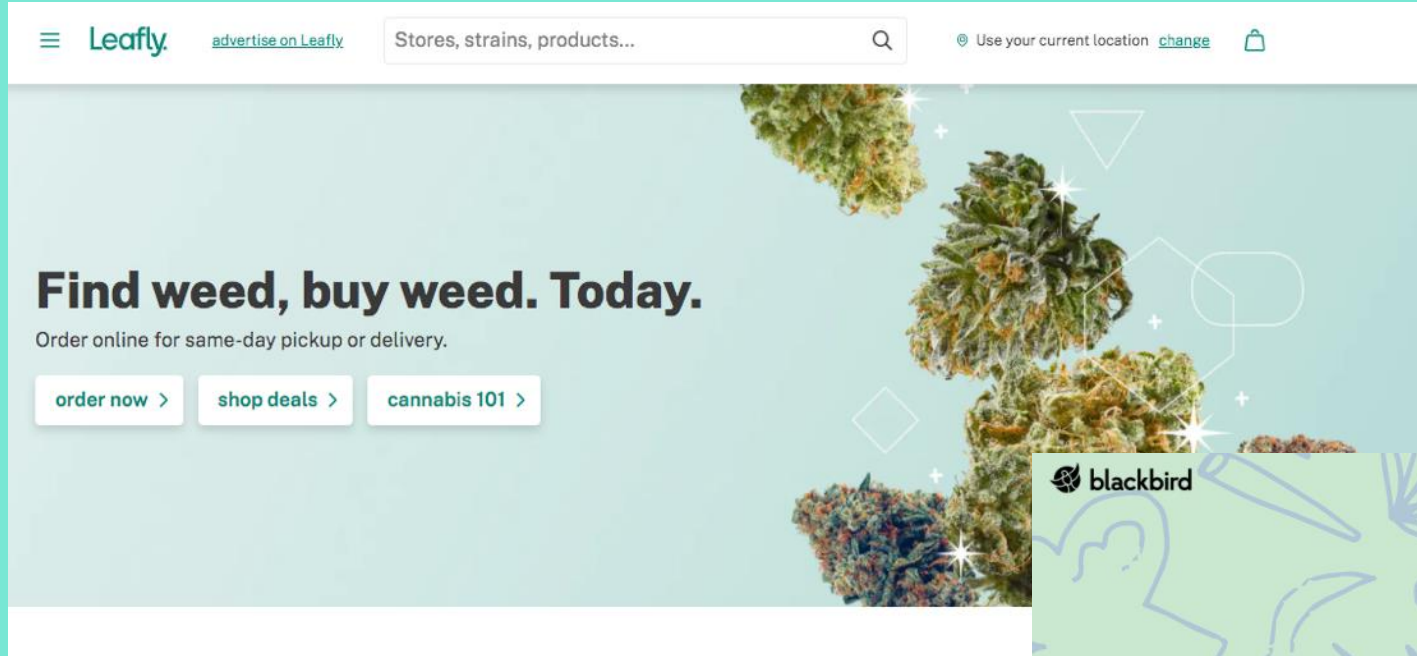 Leafly.
advertise on Leafly
Stores, strains, products...
Use your current location change
Find weed, buy weed. Today.
Order online for same-day pickup or delivery.
order now >
shop deals >
cannabis 101 >
blackbird